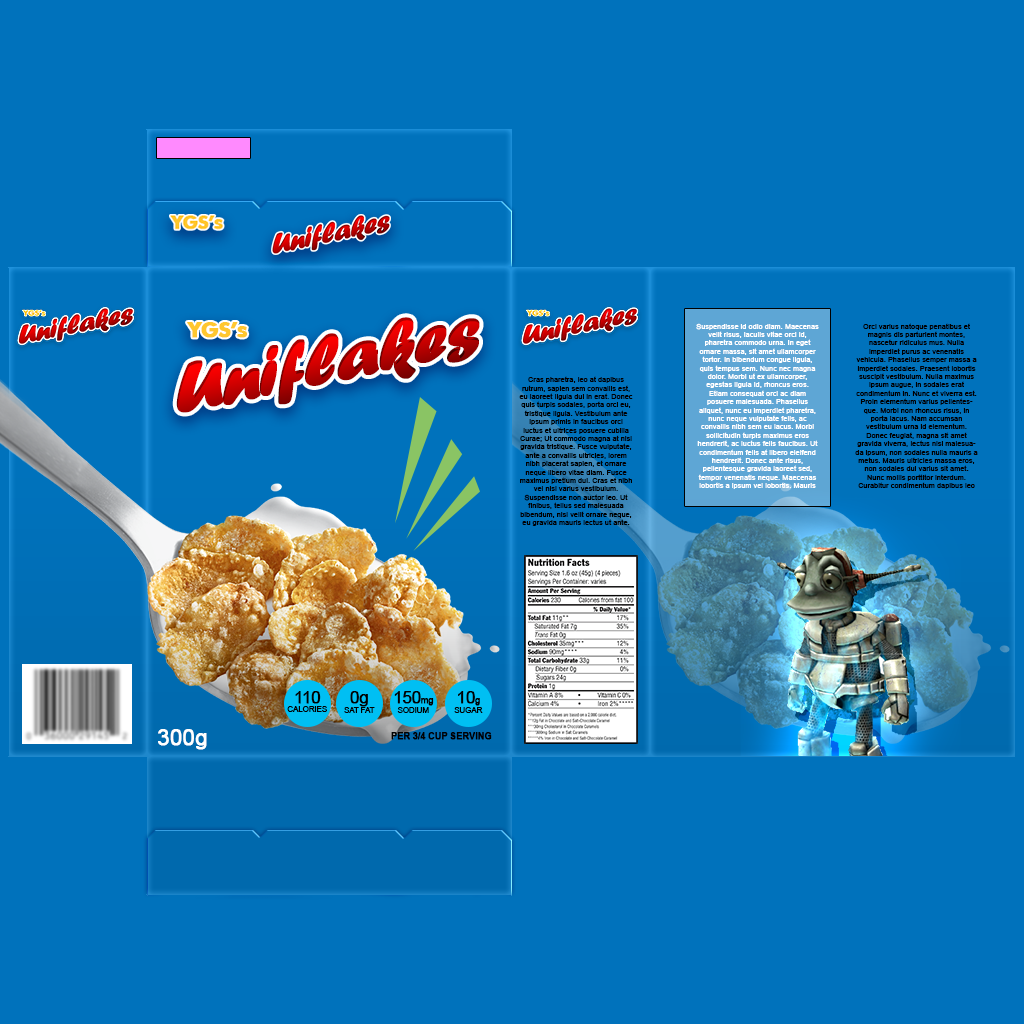 YGS's
Uniflakes
YGS's
Uniflakes
YGS's
Uniflakes
110
CALORIES
0g
SAT FAT
150mg
SODIUM
10g
SUGAR
300g
PER 3/4 CUP SERVING
YGS's
Uniflakes
Cras pharetra, leo at dapibus
rutrum, sapien sem convallis est,
eu laoreet ligula dui in erat. Donec
quis turpis sodales, porta orci eu,
tristique ligula. Vestibulum ante
ipsum primis in faucibus orci
luctus et ultrices posuere cubilia
Curae; Ut commodo magna at nisl
gravida tristique. Fusce vulputate,
ante a convallis ultricies, lorem
nibh placerat sapien, et ornare
neque libero vitae diam. Fusce
maximus pretium dui. Cras et nibh
vel nisi varius vestibulum.
Suspendisse non auctor leo. Ut
finibus, tellus sed malesuada
bibendum, nisl velit ornare neque,
eu gravida mauris lectus ut ante.
Nutrition Facts
Serving Size 1.6 oz (45g) (4 pieces)
Servings Per Container: varies
Amount Per Serving
Calories 230 Calories from fat 100
% Daily Value*
Total Fat 11g** 17%
Saturated Fat 7g 35%
Trans Fat 0g
Cholesterol 35mg*** 12%
Sodium 90mg**** 4%
Total Carbohydrate 33g 11%
Dietary Fiber 0g 0%
Sugars 24g
Protein 1g
Vitamin A 8% • Vitamin C 0%
Calcium 4% • Iron 2%*****
*Percent Daily Values are based on a 2,000 calorie diet.
Suspendisse id odio diam. Maecenas
velit risus, iaculis vitae orci id,
pharetra commodo urna. In eget
ornare massa, sit amet ullamcorper
tortor. In bibendum congue ligula,
quis tempus sem. Nunc nec magna
dolor. Morbi ut ex ullamcorper,
egestas ligula id, rhoncus eros.
Etiam consequat orci ac diam
posuere malesuada. Phasellus
aliquet, nunc eu imperdiet pharetra,
nunc neque vulputate felis, ac
convallis nibh sem eu lacus. Morbi
sollicitudin turpis maximus eros
hendrerit, ac luctus felis faucibus. Ut
condimentum felis at libero eleifend
hendrerit. Donec ante risus,
pellentesque gravida laoreet sed,
tempor venenatis neque. Maecenas
lobortis a ipsum vel lobortis. Mauris
Orci varius natoque penatibus et
magnis dis parturient montes,
nascetur ridiculus mus. Nulla
imperdiet purus ac venenatis
vehicula. Phasellus semper massa a
imperdiet sodales. Praesent lobortis
suscipit vestibulum. Nulla maximus
ipsum augue, in sodales erat
condimentum in. Nunc et viverra est.
Proin elementum varius pellentes-
que. Morbi non rhoncus risus, in
porta lacus. Nam accumsan
vestibulum urna id elementum.
Donec feugiat, magna sit amet
gravida viverra, lectus nisl malesua-
da ipsum, non sodales nulla mauris a
metus. Mauris ultricies massa eros,
non sodales dui varius sit amet.
Nunc mollis porttitor interdum.
Curabitur condimentum dapibus leo